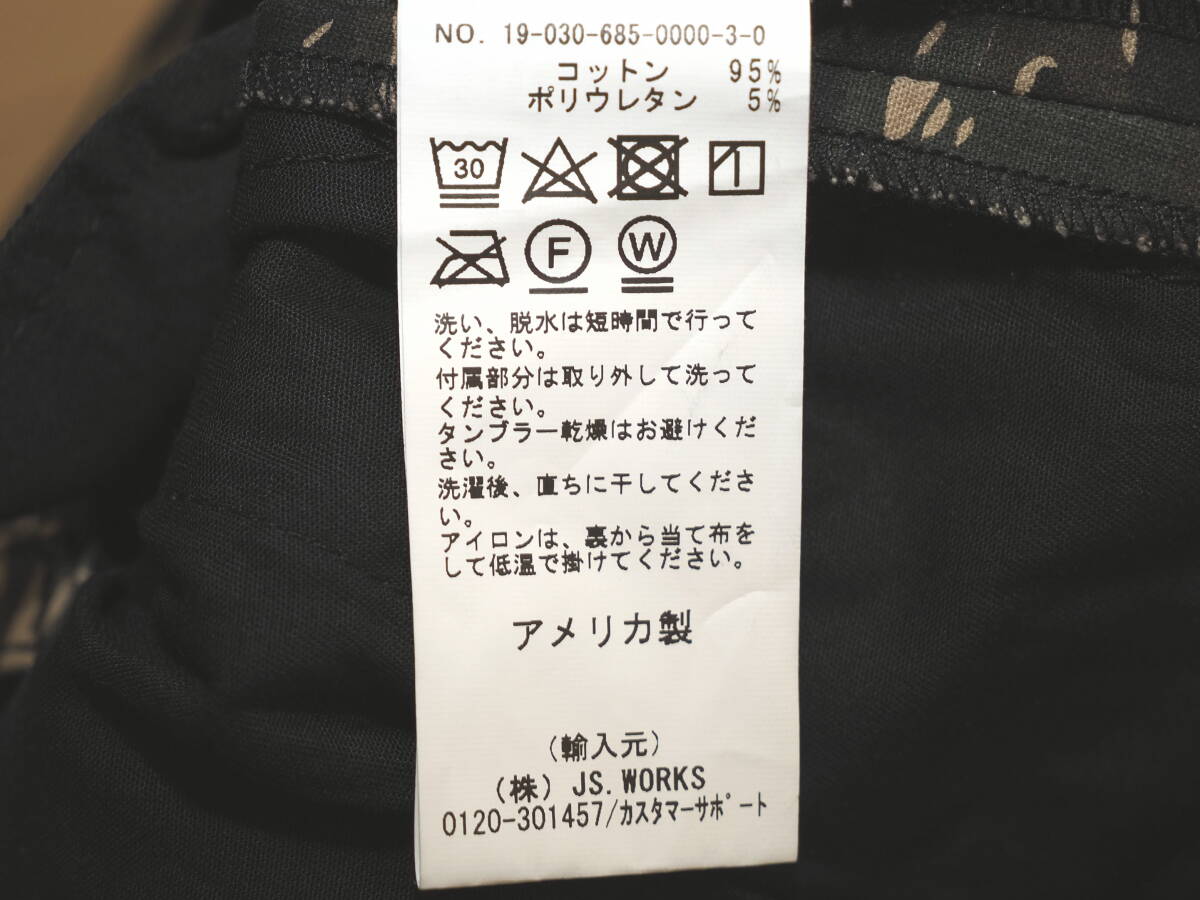 NO. 19-030-685-0000-3-0
コットン 95%
ポリウレタン 5%
30
F W
洗い、脱水は短時間で行って
ください。
付属部分は取り外して洗って
ください。
タンブラー乾燥はお避けくだ
さい。
洗濯後、直ちに干してくださ
い。
アイロンは、裏から当て布を
して低温で掛けてください。
アメリカ製
(輸入元)
(株) JS.WORKS
0120-301457/カスタマーサポート